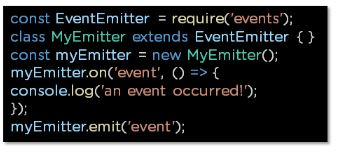 const EventEmitter = require('events');
class MyEmitter extends EventEmitter { }
const myEmitter = new MyEmitter();
myEmitter.on('event', () => {
console.log('an event occurred!');
});
myEmitter.emit('event');